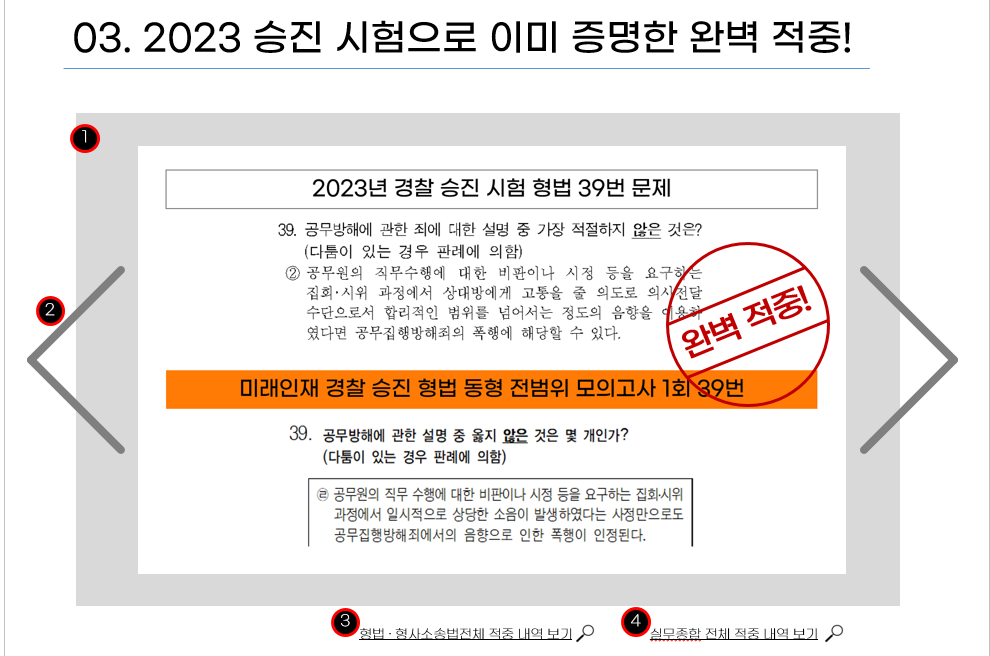 03. 2023 승진 시험으로 이미 증명한 완벽 적중!
1
2023년 경찰 승진 시험 형법 39번 문제
39. 공무방해에 관한 죄에 대한 설명 중 가장 적절하지 않은 것은?
(다툼이 있는 경우 판례에 의함)
② 공무원의 직무수행에 대한 비판이나 시정 등을 요구하는
집회·시위 과정에서 상대방에게 고통을 줄 의도로 의사전달
수단으로서 합리적인 범위를 넘어서는 정도의 음향을 이용하
였다면 공무집행방해죄의 폭행에 해당할 수 있다.
완벽 적중!
2
미래인재 경찰 승진 형법 동형 전범위 모의고사 1회 39번
39. 공무방해에 관한 설명 중 옳지 않은 것은 몇 개인가?
(다툼이 있는 경우 판례에 의함)
㉣ 공무원의 직무 수행에 대한 비판이나 시정 등을 요구하는 집회·시위
과정에서 일시적으로 상당한 소음이 발생하였다는 사정만으로도
공무집행방해죄에서의 음향으로 인한 폭행이 인정된다.
3 형법 · 형사소송법전체 적중 내역 보기
4 실무종합 전체 적중 내역 보기